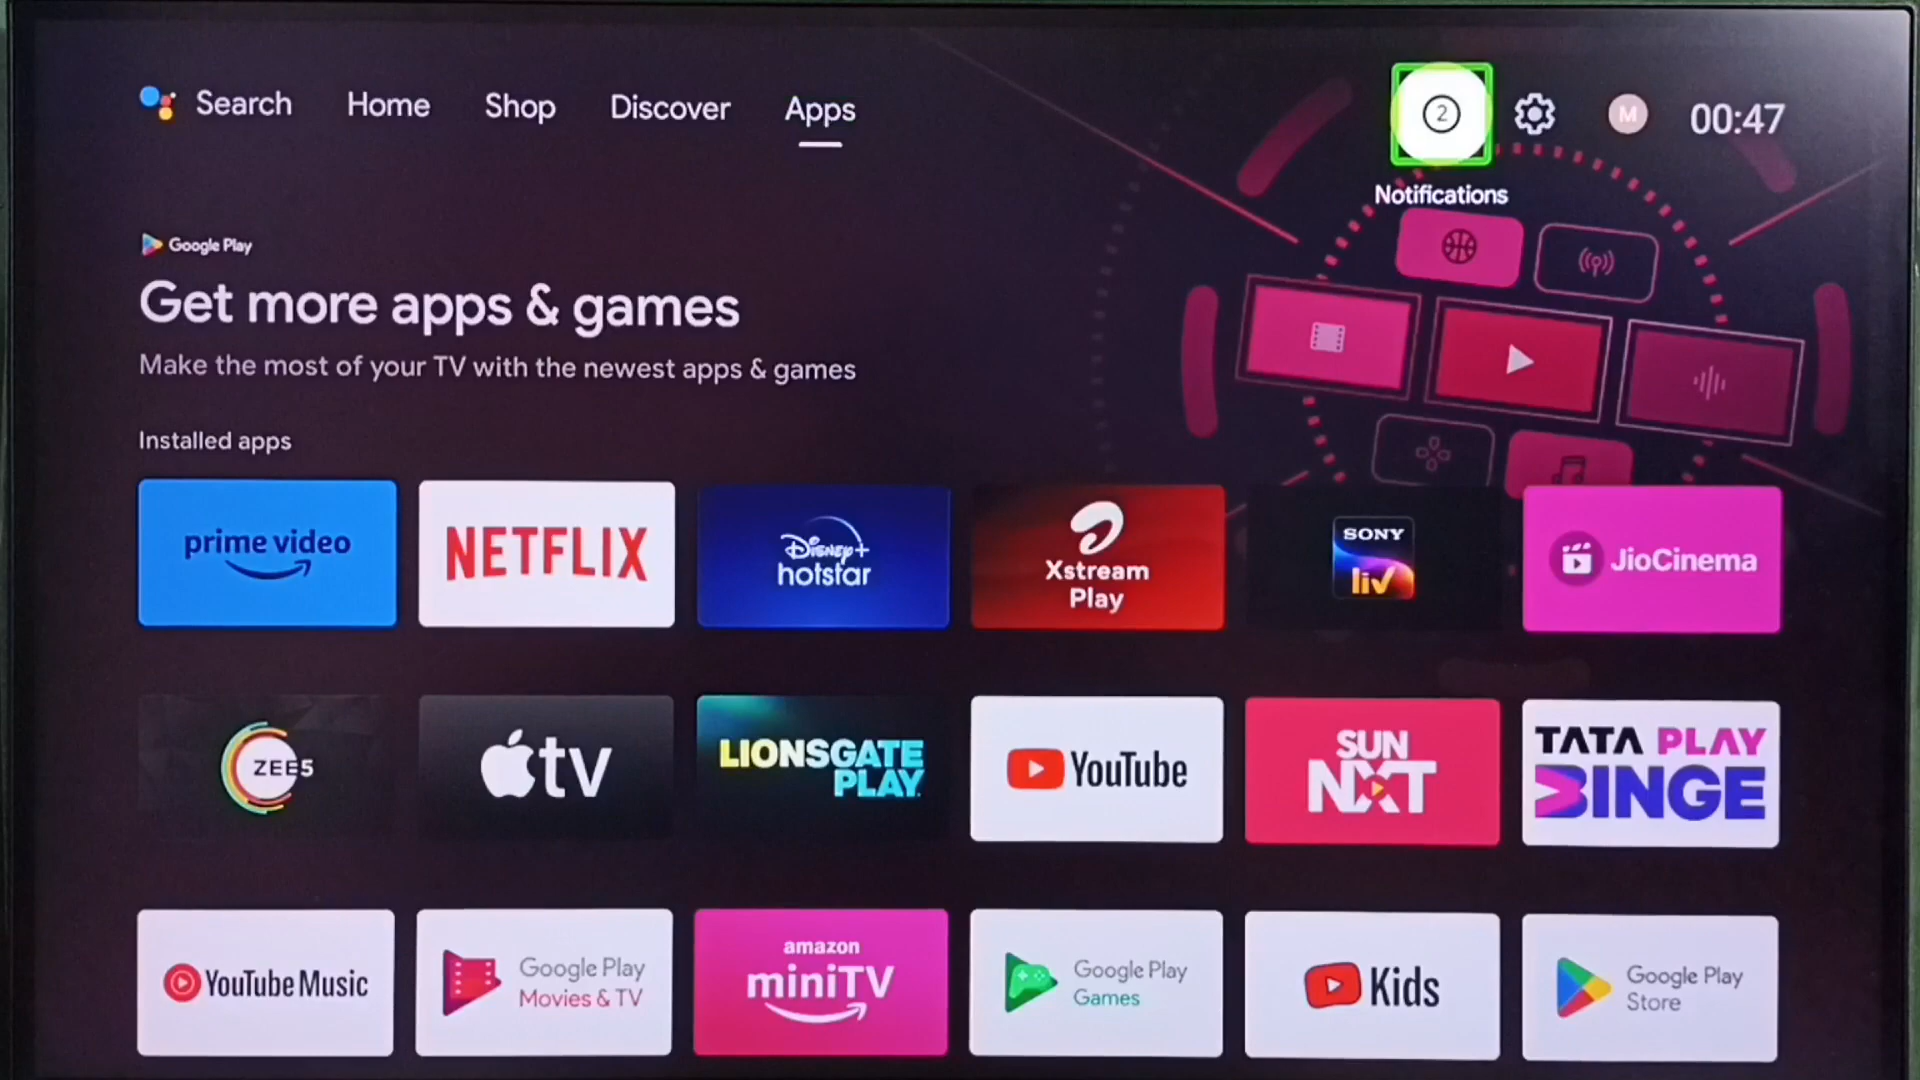 Search Home Shop Discover Apps
2
M
00:47
Notifications
Google Play
Get more apps & games
Make the most of your TV with the newest apps & games
Installed apps
prime video
NETFLIX
Disney+
hotstar
Xstream
Play
SONY
liv
JioCinema
ZEE5
tv
LIONSGATE
PLAY
YouTube
SUN
NXT
TATA PLAY
BINGE
YouTube Music
Google Play
Movies & TV
amazon
miniTV
Google Play
Games
Kids
Google Play
Store